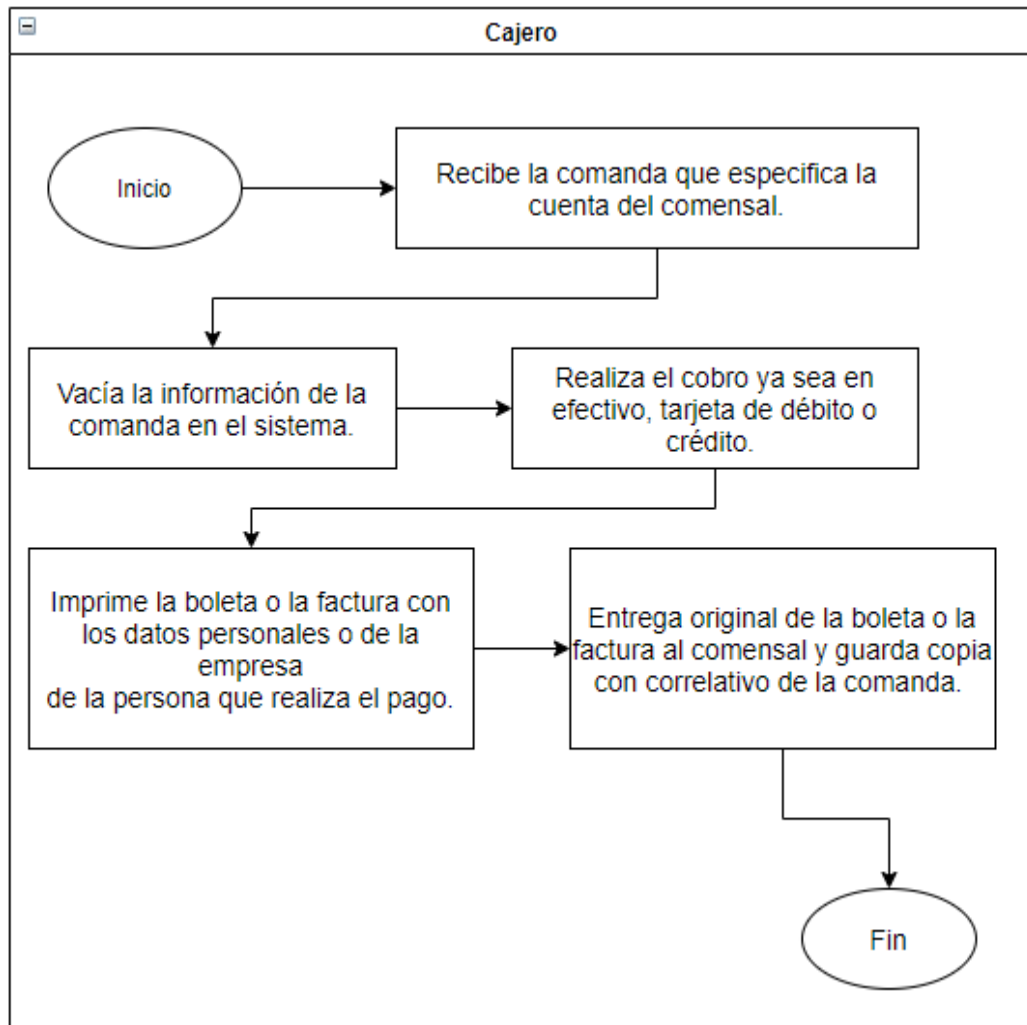 Cajero
Inicio
Recibe la comanda que especifica la
cuenta del comensal.
Vacía la información de la
comanda en el sistema.
Realiza el cobro ya sea en
efectivo, tarjeta de débito o
crédito.
Imprime la boleta o la factura con
los datos personales o de la
empresa
de la persona que realiza el pago.
Entrega original de la boleta o la
factura al comensal y guarda copia
con correlativo de la comanda.
Fin